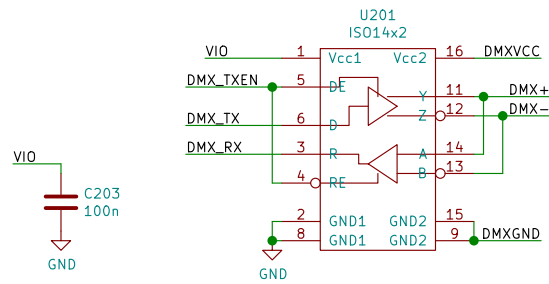 U201
ISO14x2
VIO 1 Vcc1 Vcc2 16 DMXVCC
DMX_TXEN 5 DE Y 11 DMX+
Z 12 DMX-
DMX_TX 6 D
DMX_RX 3 R A 14
4 RE B 13
2 GND1 GND2 15
8 GND1 GND2 9 DMXGND
GND
VIO
C203
100n
GND